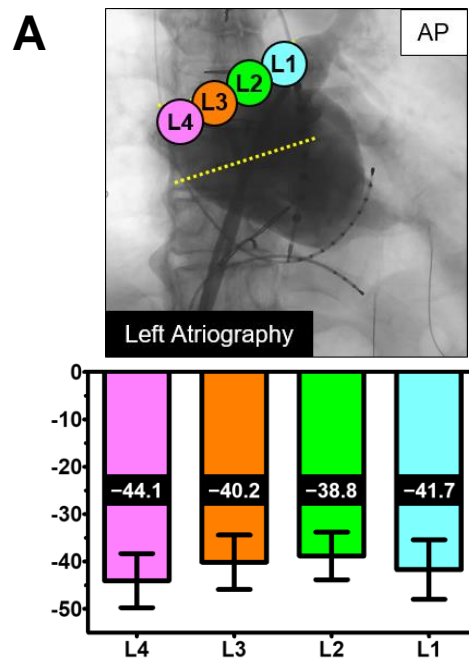 A
AP
L1
L2
L3
L4
Left Atriography
0
-10
-20
-30
-40
-50
−44.1 −40.2 −38.8 −41.7
L4 L3 L2 L1